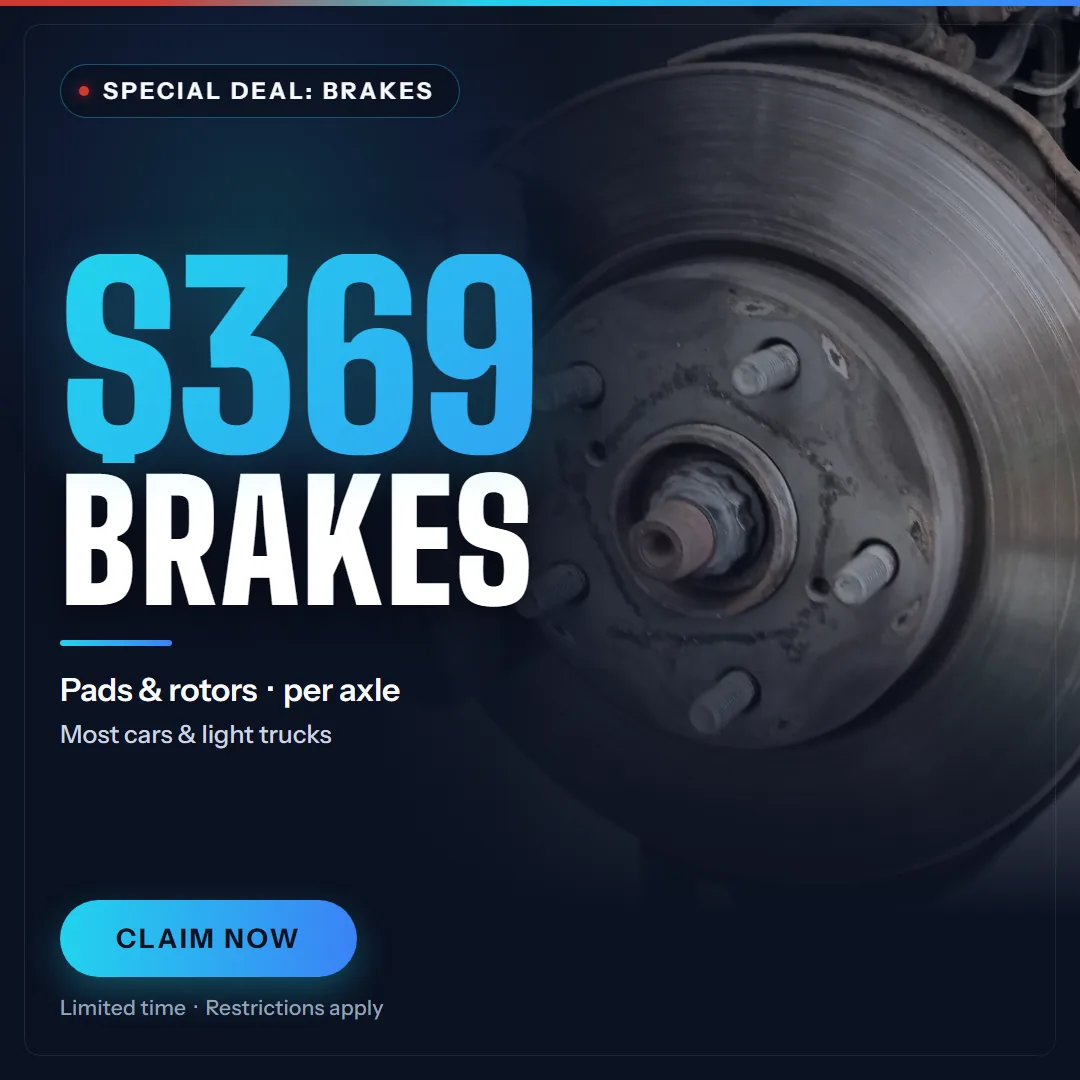 SPECIAL DEAL: BRAKES
$369
BRAKES
Pads & rotors · per axle
Most cars & light trucks
CLAIM NOW
Limited time · Restrictions apply